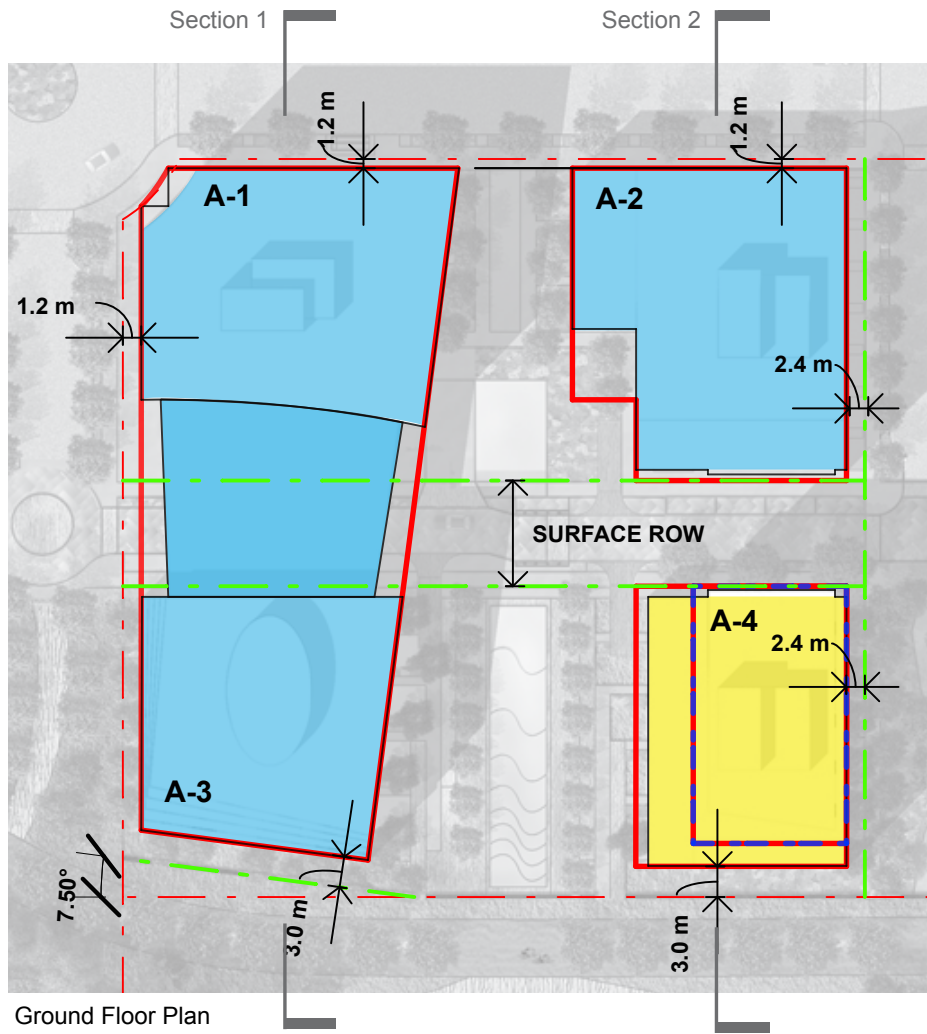 Section 1
Section 2
1.2 m
1.2 m
A-1
A-2
1.2 m
2.4 m
SURFACE ROW
A-4
2.4 m
A-3
7.50°
3.0 m
3.0 m
Ground Floor Plan